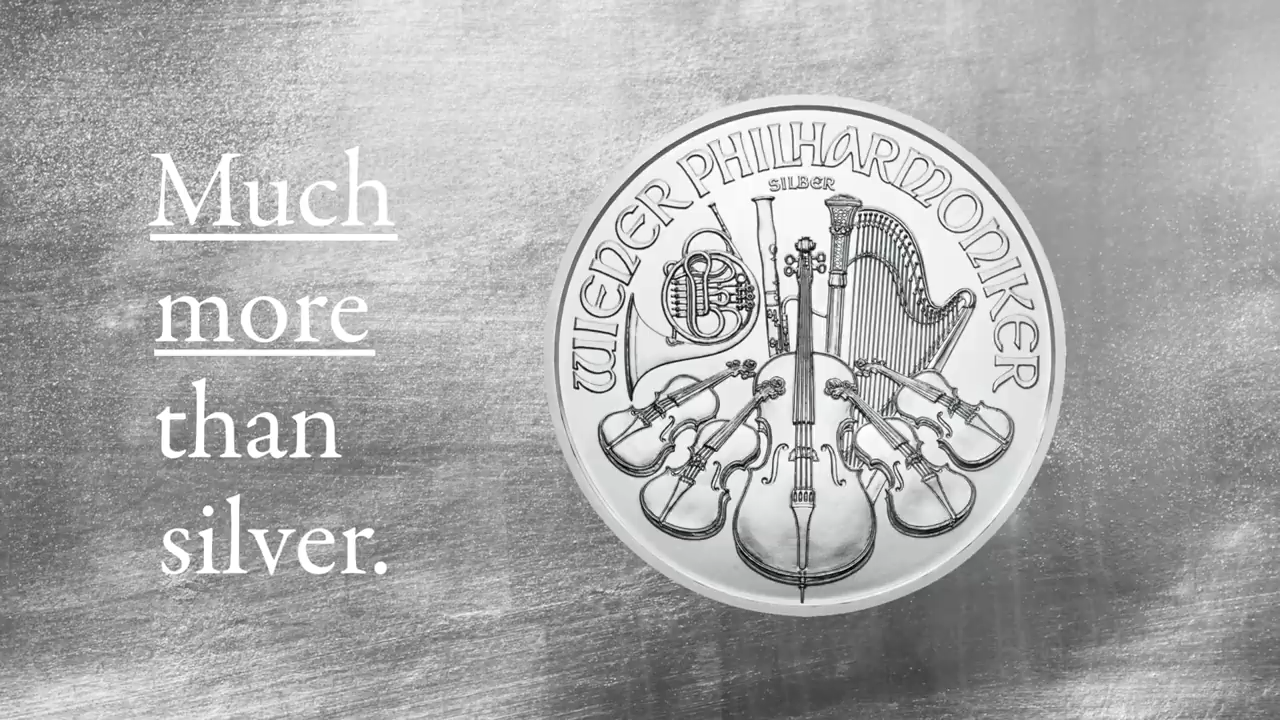 Much
more
than
silver.
WIENER PHILHARMONIKER
SILBER